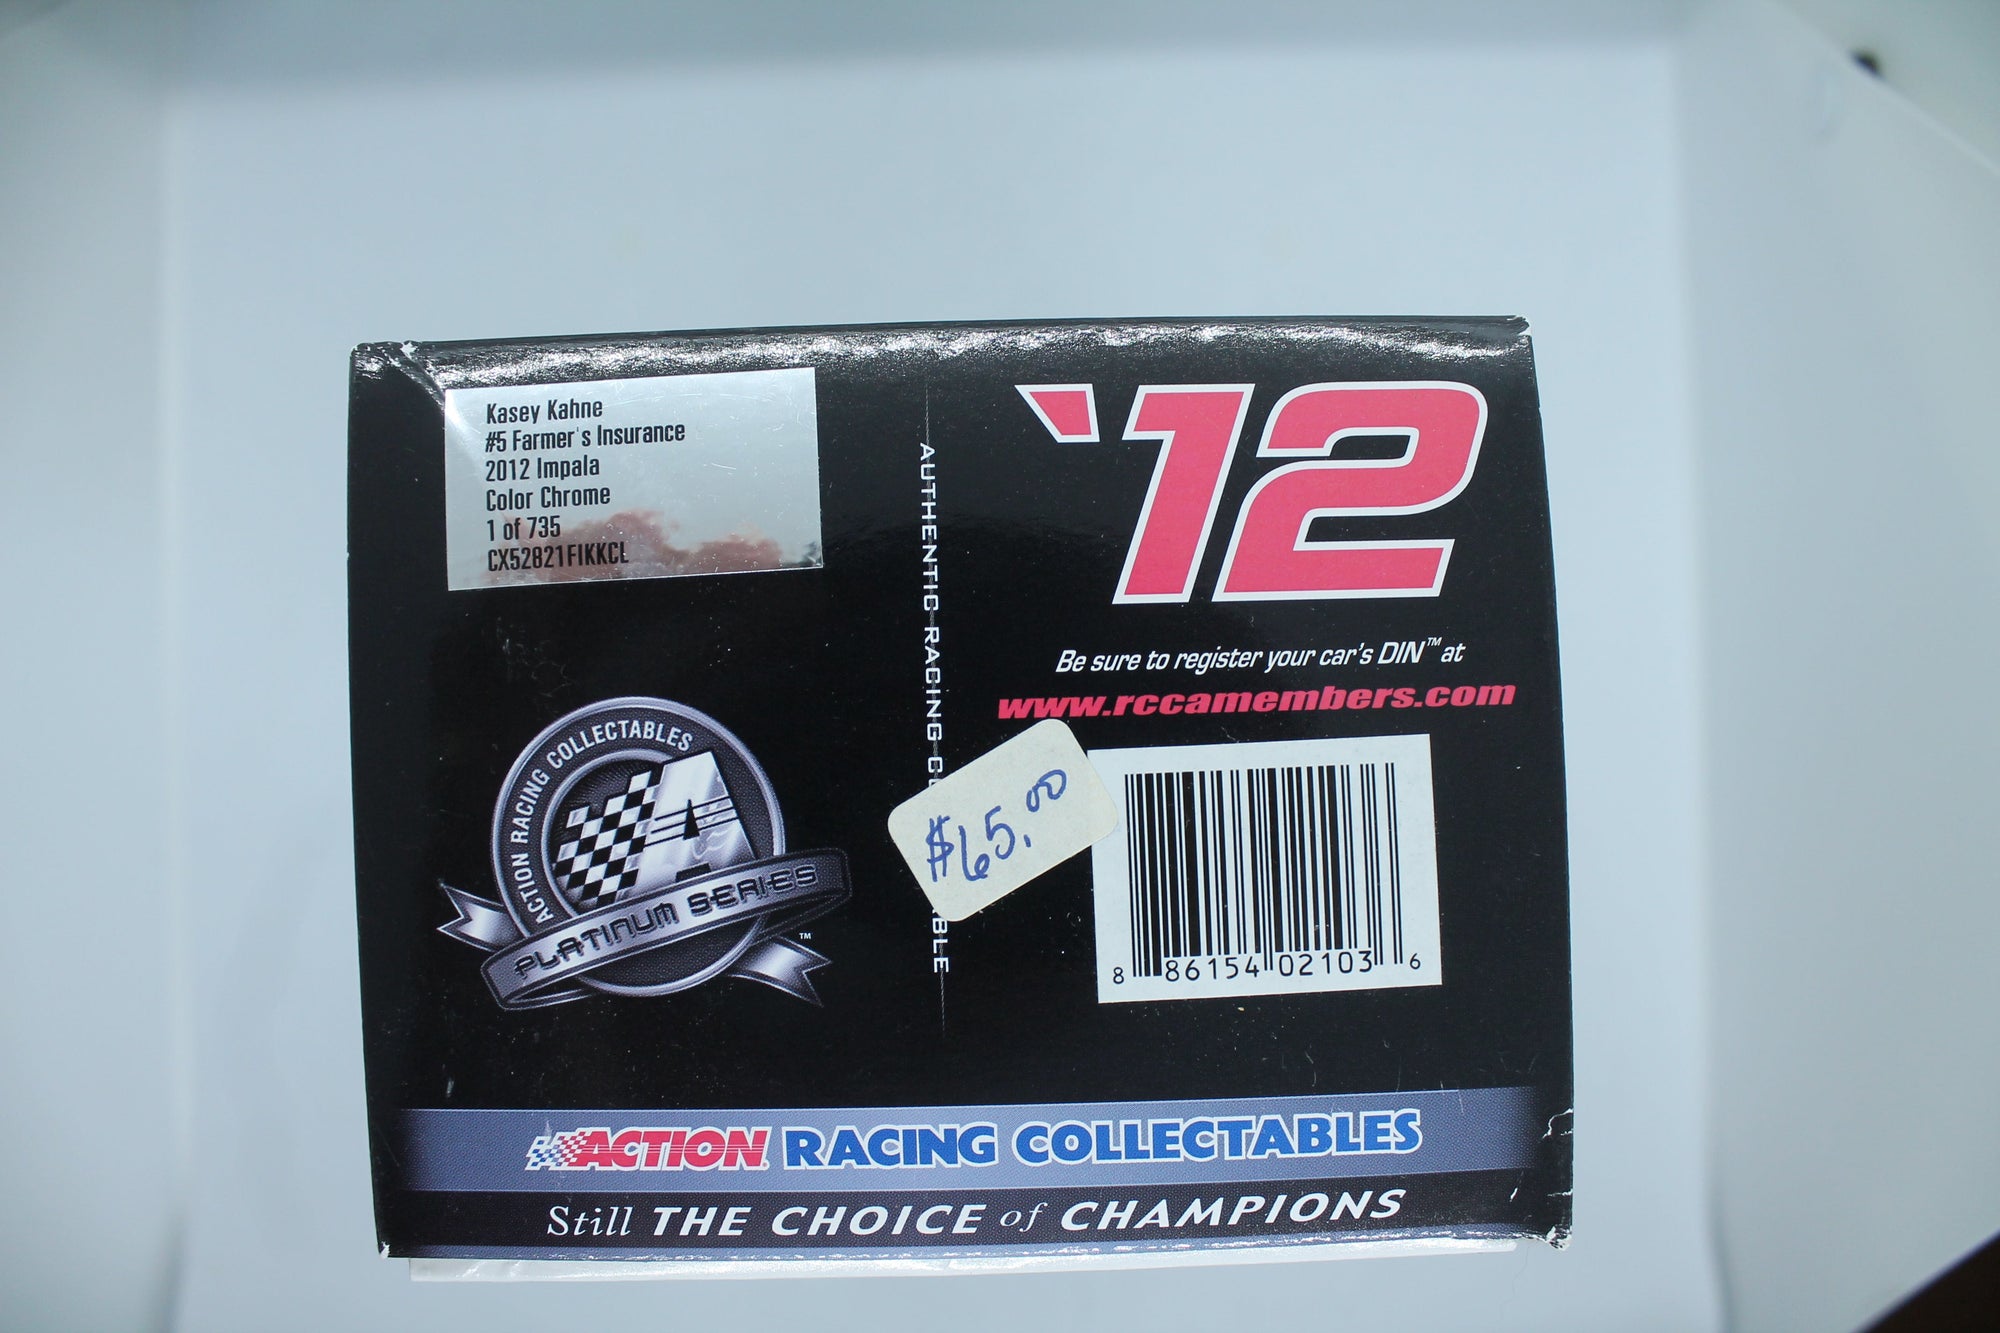 Kasey Kahne
#5 Farmer's Insurance
2012 Impala
Color Chrome
1 of 735
CX52821FIKKCL
ACTION RACING COLLECTABLES
A
PLATINUM SERIES
™
AUTHENTIC RACING
'12
Be sure to register your car's DIN™ at
www.rccamembers.com
$65.00
8 86154 02103 6
ACTION RACING COLLECTABLES
Still THE CHOICE of CHAMPIONS